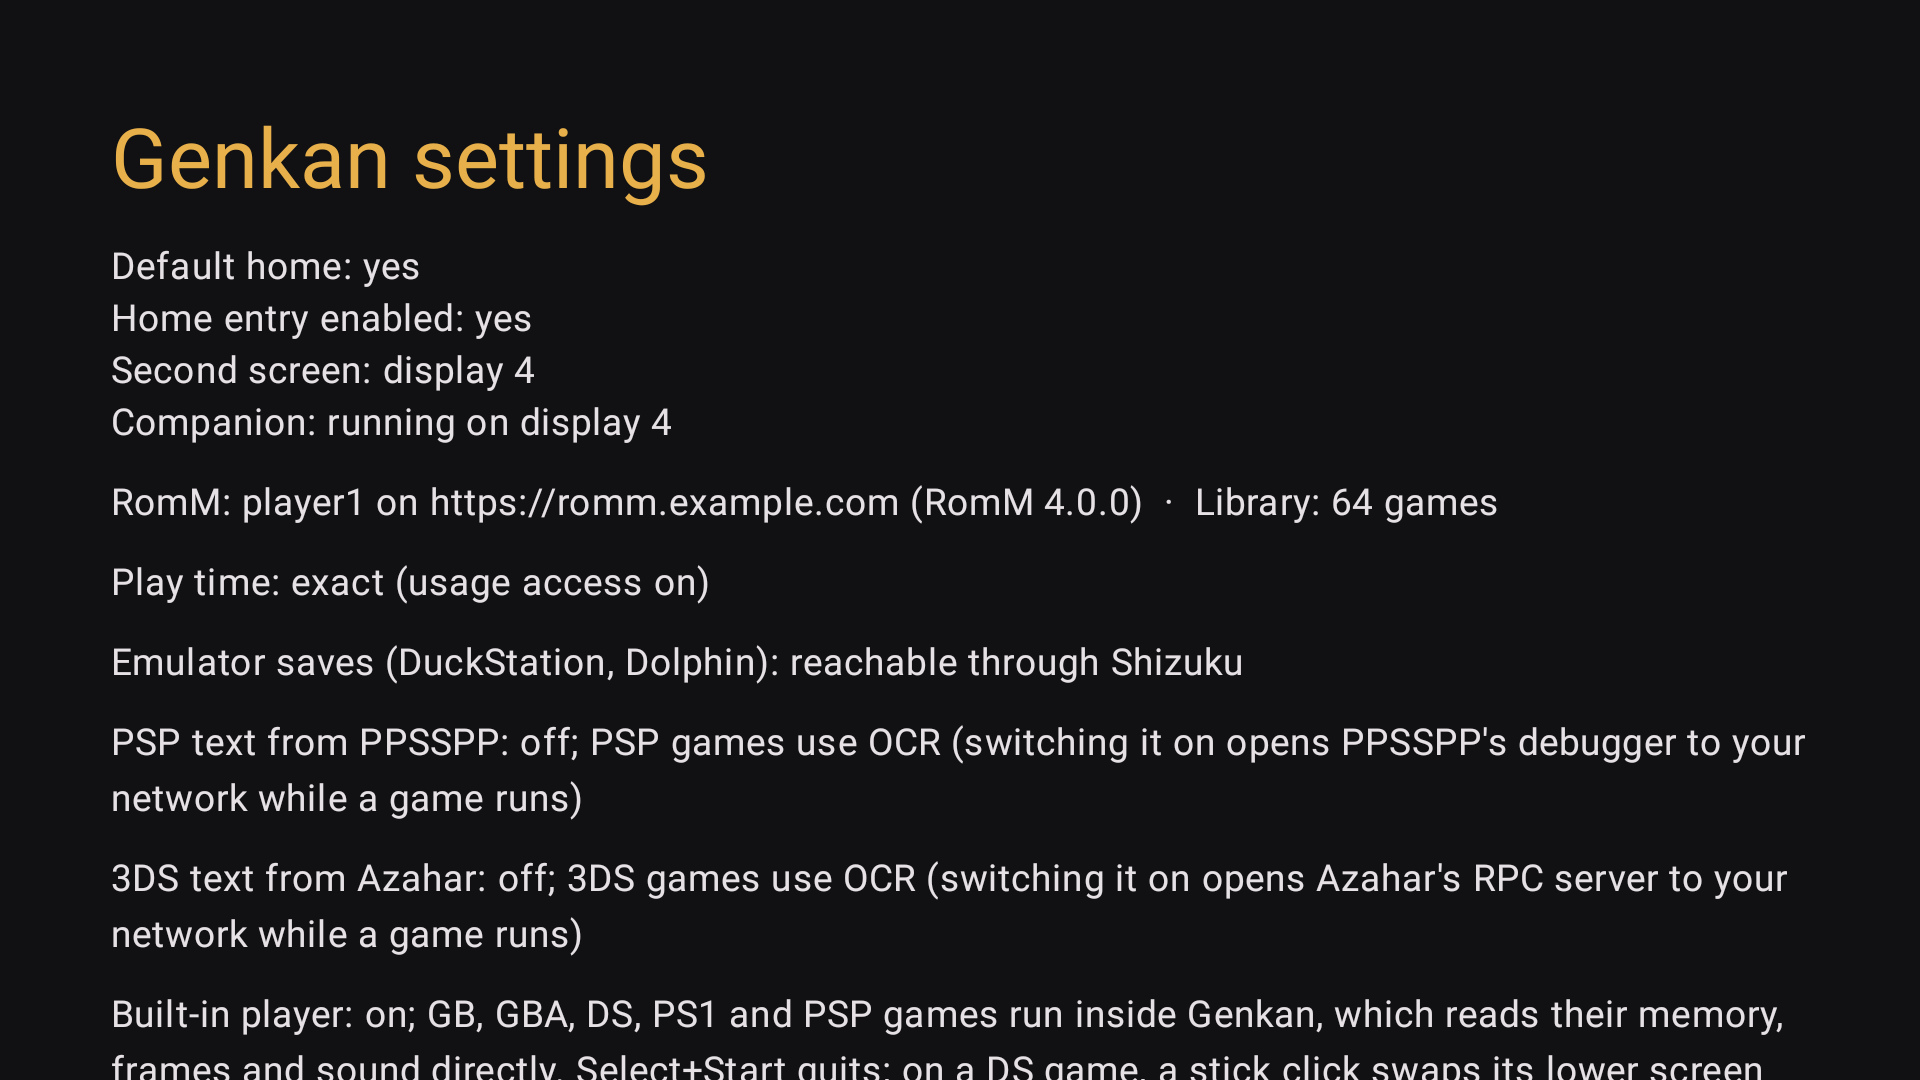 Genkan settings
Default home: yes
Home entry enabled: yes
Second screen: display 4
Companion: running on display 4
RomM: player1 on https://romm.example.com (RomM 4.0.0) · Library: 64 games
Play time: exact (usage access on)
Emulator saves (DuckStation, Dolphin): reachable through Shizuku
PSP text from PPSSPP: off; PSP games use OCR (switching it on opens PPSSPP's debugger to your
network while a game runs)
3DS text from Azahar: off; 3DS games use OCR (switching it on opens Azahar's RPC server to your
network while a game runs)
Built-in player: on; GB, GBA, DS, PS1 and PSP games run inside Genkan, which reads their memory,
frames and sound directly. Select+Start quits; on a DS game, a stick click swaps its lower screen